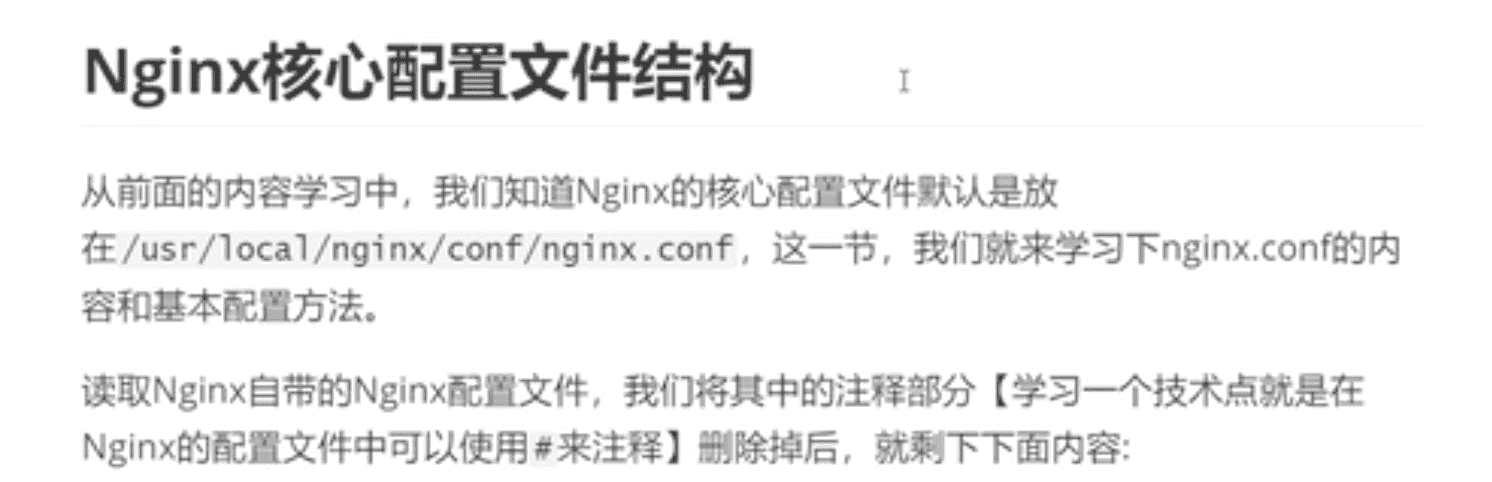 Nginx核心配置文件结构
从前面的内容学习中，我们知道Nginx的核心配置文件默认是放
在/usr/local/nginx/conf/nginx.conf，这一节，我们就来学习下nginx.conf的内
容和基本配置方法。
读取Nginx自带的Nginx配置文件，我们将其中的注释部分【学习一个技术点就是在
Nginx的配置文件中可以使用#来注释】删除掉后，就剩下下面内容: